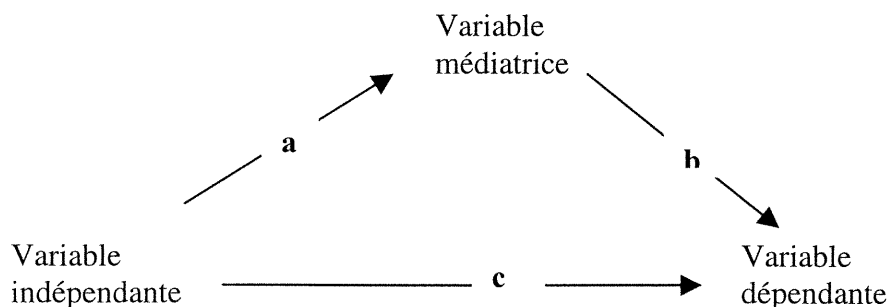 Variable
médiatrice
a
b
Variable
indépendante
c
Variable
dépendante